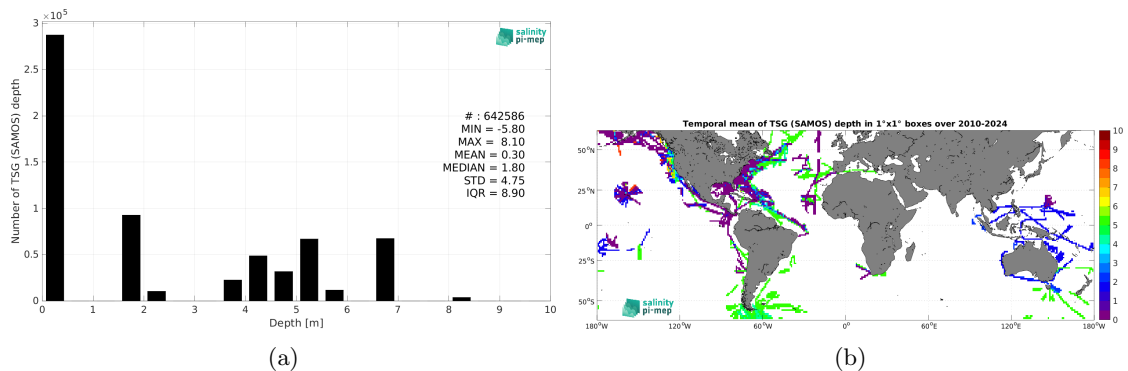 ×10⁵
3
2.5
2
1.5
1
0.5
0
Number of TSG (SAMOS) depth
0 1 2 3 4 5 6 7 8 9 10
Depth [m]
salinity
pi-mep
# : 642586
MIN = -5.80
MAX = 8.10
MEAN = 0.30
MEDIAN = 1.80
STD = 4.75
IQR = 8.90
(a)
Temporal mean of TSG (SAMOS) depth in 1°x1° boxes over 2010-2024
50°N
25°N
0°
25°S
50°S
180°W 120°W 60°W 0° 60°E 120°E 180°E
salinity
pi-mep
10
9
8
7
6
5
4
3
2
1
0
(b)